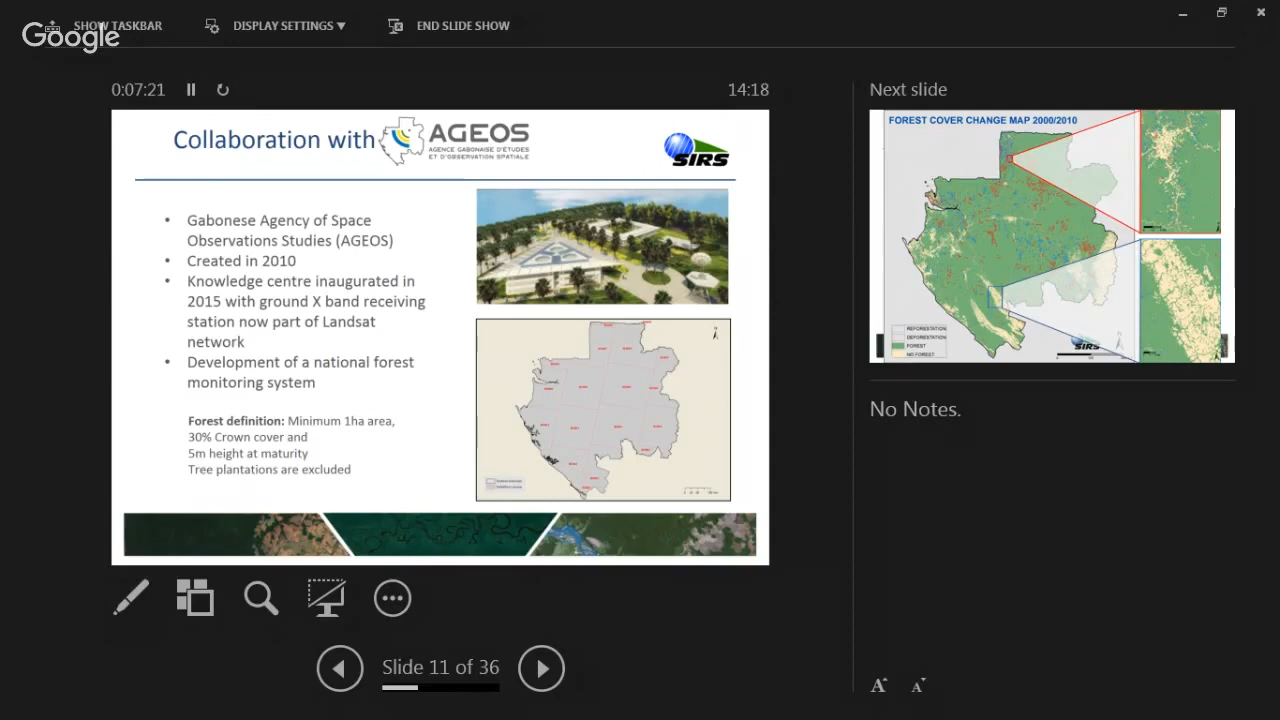 SHOW TASKBAR
DISPLAY SETTINGS ▼
END SLIDE SHOW
Google
0:07:21
14:18
Next slide
Collaboration with
AGEOS
AGENCE GABONAISE D'ÉTUDES
ET D'OBSERVATION SPATIALE
SIRS
• Gabonese Agency of Space
Observations Studies (AGEOS)
• Created in 2010
• Knowledge centre inaugurated in
2015 with ground X band receiving
station now part of Landsat
network
• Development of a national forest
monitoring system
Forest definition: Minimum 1ha area,
30% Crown cover and
5m height at maturity
Tree plantations are excluded
FOREST COVER CHANGE MAP 2000/2010
REFORESTATION
DEFORESTATION
FOREST
NO FOREST
SIRS
No Notes.
Slide 11 of 36
A
A